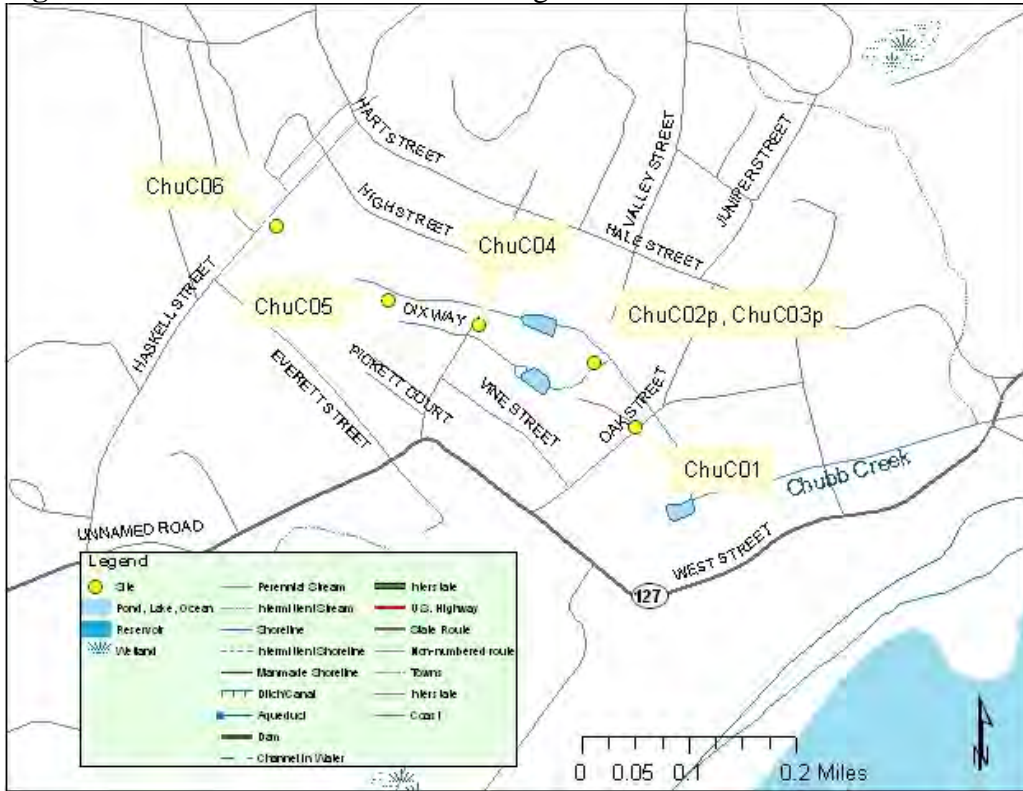 HART STREET
HIGH STREET
VALLEY STREET
JUNIPER STREET
ChuC06
ChuC04
HALE STREET
HASKELL STREET
ChuC05
DIX WAY
ChuC02p, ChuC03p
EVERETT STREET
PICKETT COURT
VINE STREET
OAK STREET
ChuC01
Chubb Creek
UNNAMED ROAD
WEST STREET
127
Legend
Site
Pond, Lake, Ocean
Reservoir
Wetland
Perennial Stream
Intermittent Stream
Shoreline
Intermittent Shoreline
Manmade Shoreline
Ditch/Canal
Aqueduct
Dam
Channel in Water
Interstate
U.S. Highway
State Route
Non-numbered route
Towns
Interstate
Coast
0 0.05 0.1 0.2 Miles
N